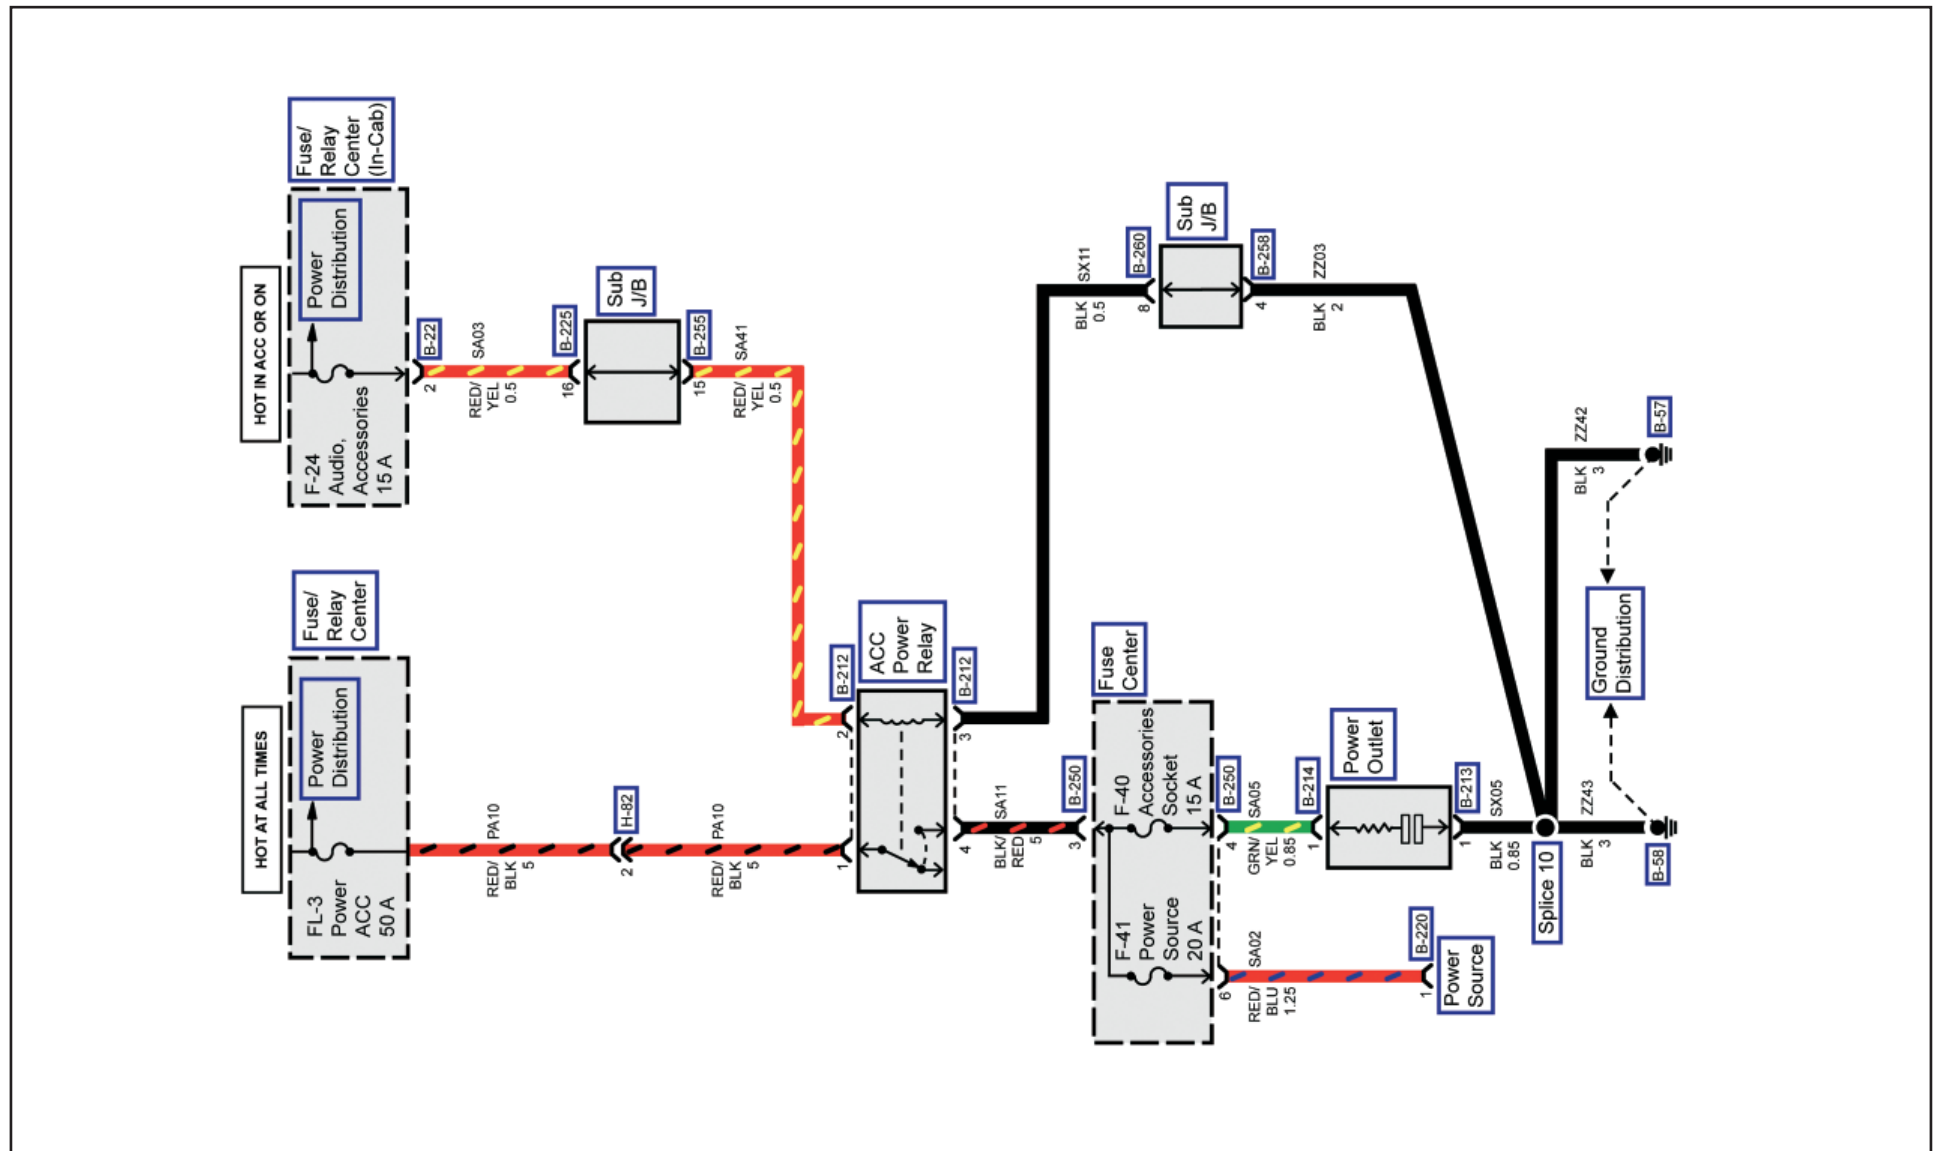 HOT AT ALL TIMES
Fuse/
Relay
Center
Power
Distribution
FL-3
Power
ACC
50 A
PA10
RED/
BLK
5
H-82
2
PA10
RED/
BLK
5
1
HOT IN ACC OR ON
Fuse/
Relay
Center
(In-Cab)
Power
Distribution
F-24
Audio,
Accessories
15 A
B-22
2
SA03
RED/
YEL
0.5
B-225
16
Sub
J/B
B-255
15
SA41
RED/
YEL
0.5
B-212
2
ACC
Power
Relay
B-212
3
4
SA11
BLK/
RED
5
B-250
3
Fuse
Center
F-40
Accessories
Socket
15 A
F-41
Power
Source
20 A
B-250
4
SA05
GRN/
YEL
0.85
B-214
1
Power
Outlet
B-213
1
SX05
BLK
0.85
6
SA02
RED/
BLU
1.25
B-220
1
Power
Source
SX11
BLK
0.5
B-260
8
Sub
J/B
B-258
4
ZZ03
BLK
2
Splice 10
ZZ43
BLK
3
B-58
ZZ42
BLK
3
B-57
Ground
Distribution